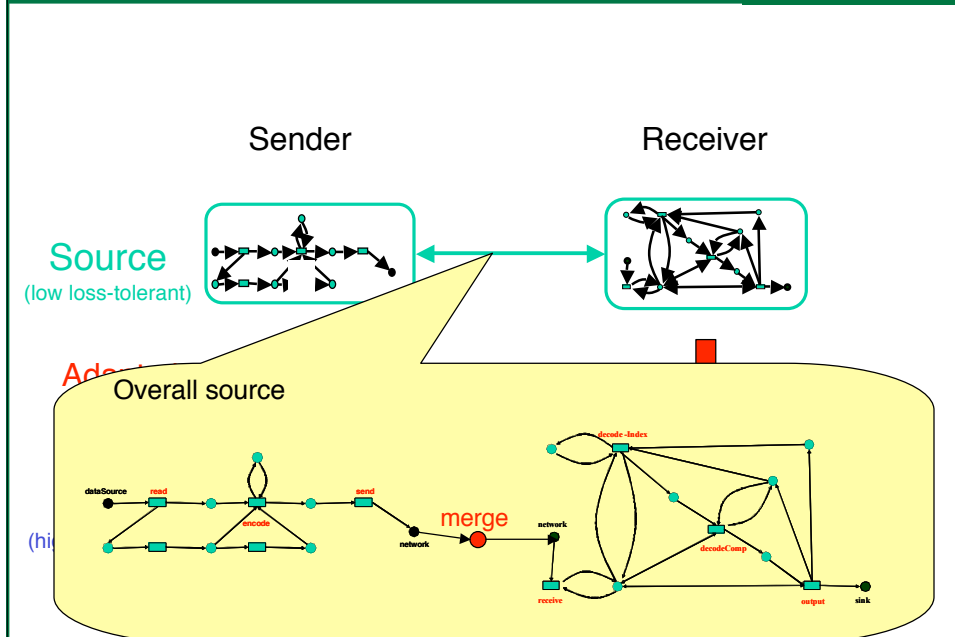 Sender
Receiver
Source
(low loss-tolerant)
Overall source
decode-Index
dataSource
read
send
encode
merge
network
network
decodeComp
receive
output
sink